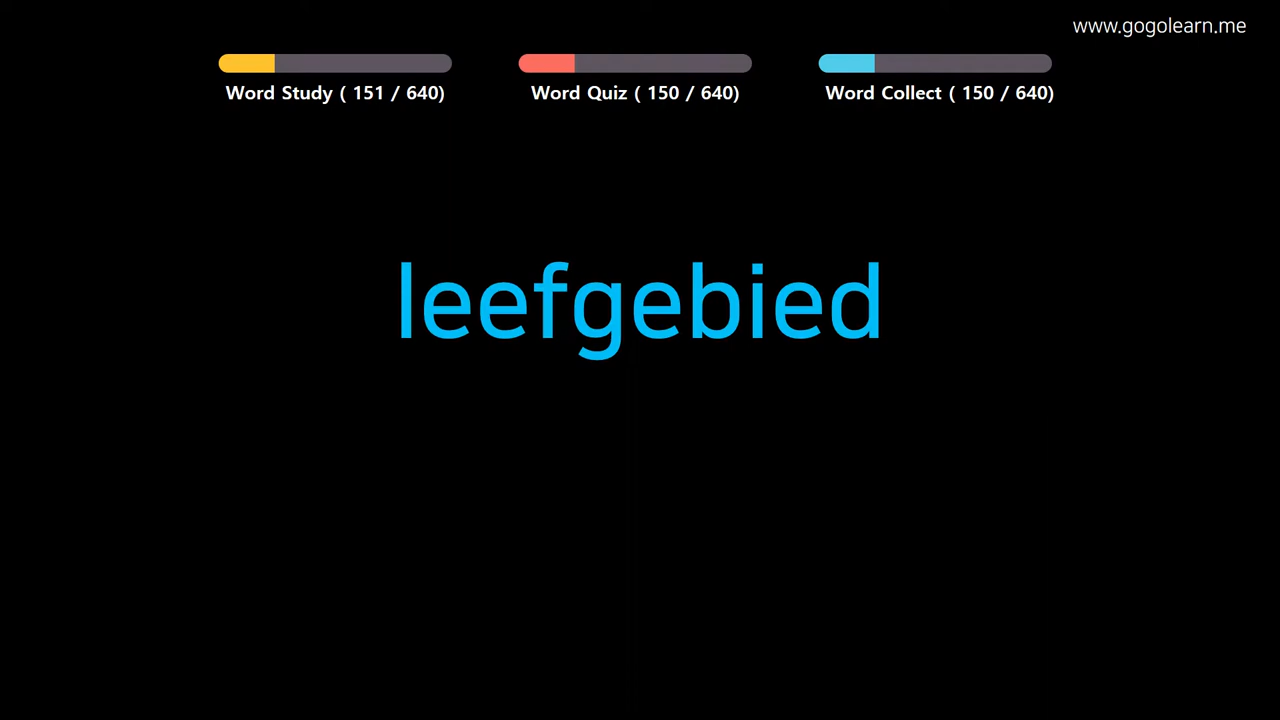 www.gogolearn.me
Word Study ( 151 / 640)
Word Quiz ( 150 / 640)
Word Collect ( 150 / 640)
leefgebied